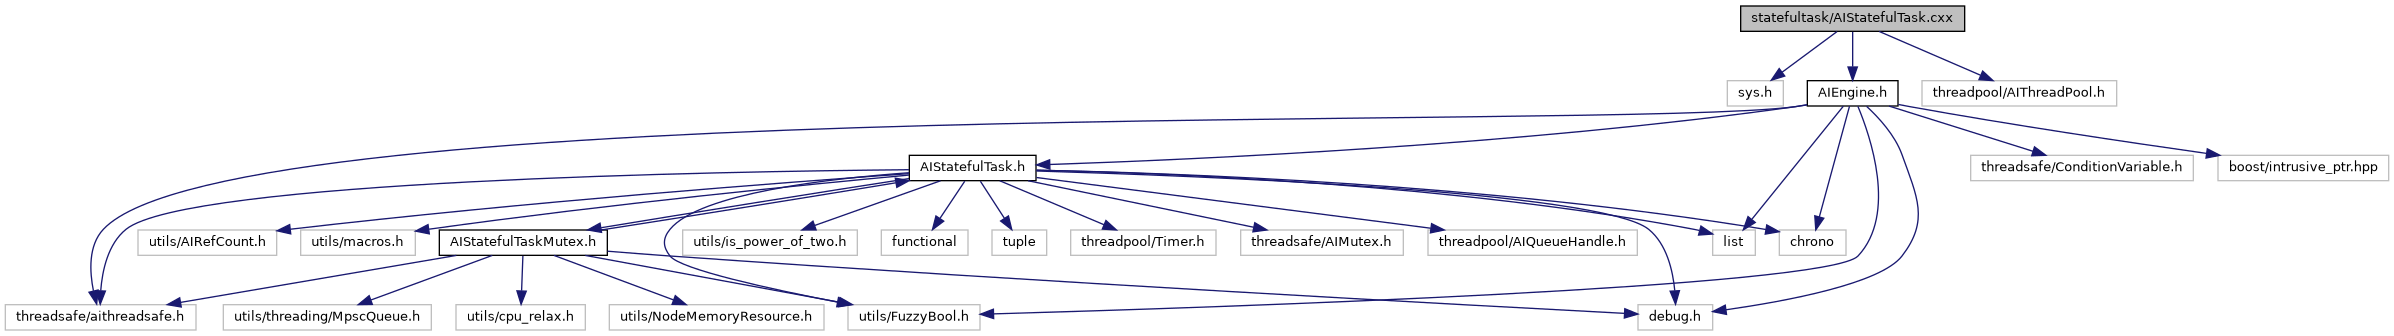 statefultask/AIStatefulTask.cxx
sys.h
AIEngine.h
threadpool/AIThreadPool.h
AIStatefulTask.h
threadsafe/ConditionVariable.h
boost/intrusive_ptr.hpp
utils/AIRefCount.h
utils/macros.h
AIStatefulTaskMutex.h
utils/is_power_of_two.h
functional
tuple
threadpool/Timer.h
threadsafe/AIMutex.h
threadpool/AIQueueHandle.h
list
chrono
threadsafe/aithreadsafe.h
utils/threading/MpscQueue.h
utils/cpu_relax.h
utils/NodeMemoryResource.h
utils/FuzzyBool.h
debug.h